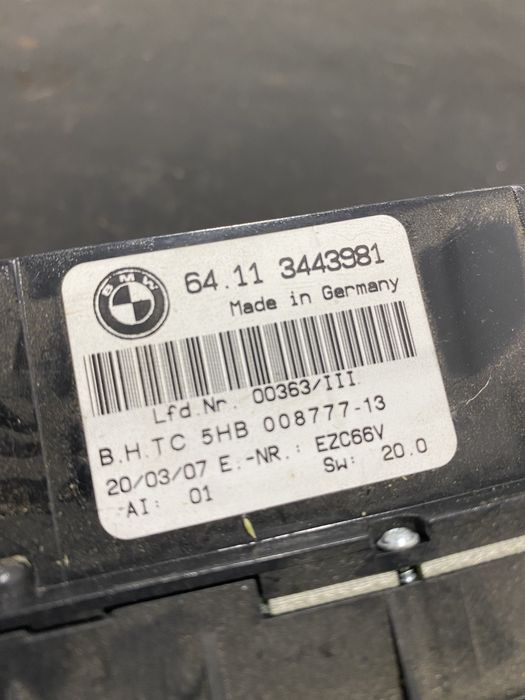 BMW
64.11 3443981
Made in Germany
Lfd.Nr. 00363/III
B.H.TC 5HB 008777-13
20/03/07 E.-NR.: EZC66V
AI: 01 SW: 20.0